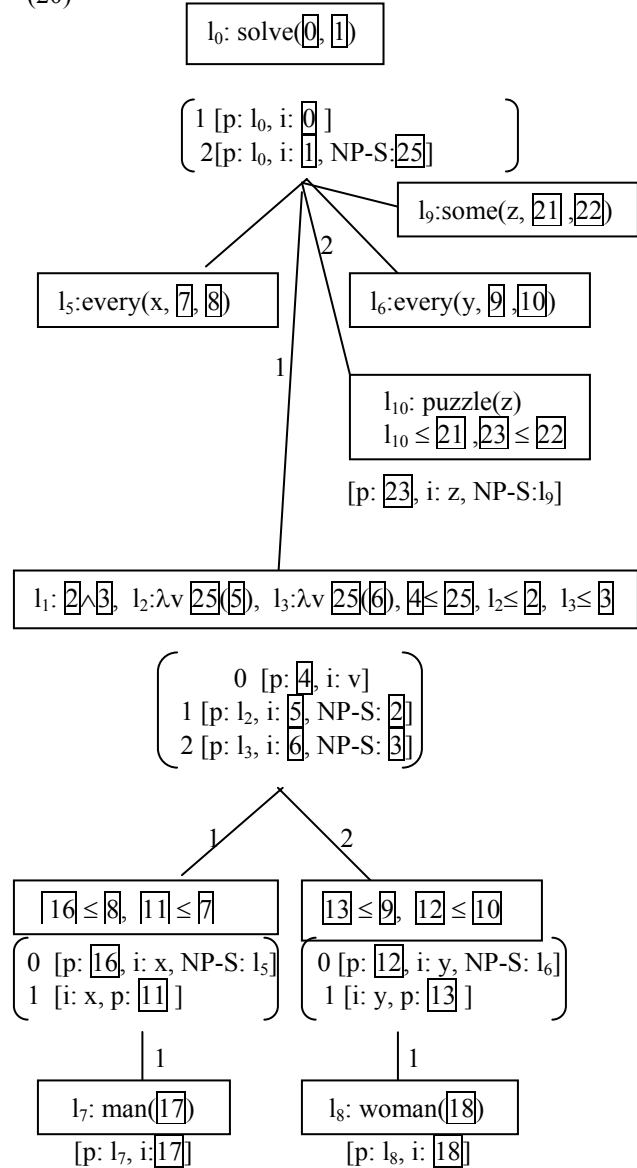 (20)
l₀: solve(0, 1)
1 [p: l₀, i: 0 ]
2[p: l₀, i: 1, NP-S:25]
l₉:some(z, 21 ,22)
2
l₅:every(x, 7, 8)
l₆:every(y, 9 ,10)
1
l₁₀: puzzle(z)
l₁₀ ≤ 21 ,23 ≤ 22
[p: 23, i: z, NP-S:l₉]
l₁: 2∧3, l₂:λv 25(5), l₃:λv 25(6), 4≤ 25, l₂≤ 2, l₃≤ 3
0 [p: 4, i: v]
1 [p: l₂, i: 5, NP-S: 2]
2 [p: l₃, i: 6, NP-S: 3]
1 2
16 ≤ 8, 11 ≤ 7
13 ≤ 9, 12 ≤ 10
0 [p: 16, i: x, NP-S: l₅]
1 [i: x, p: 11 ]
0 [p: 12, i: y, NP-S: l₆]
1 [i: y, p: 13 ]
1 1
l₇: man(17)
l₈: woman(18)
[p: l₇, i:17]
[p: l₈, i: 18]